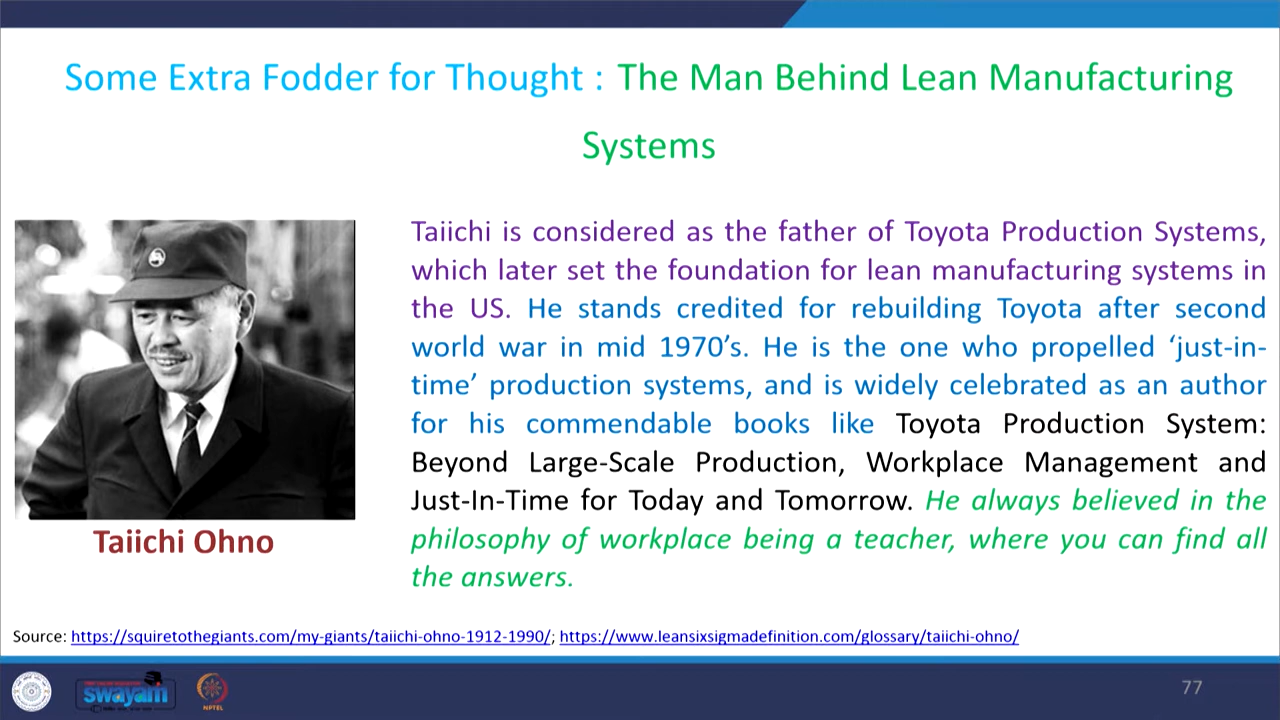 Some Extra Fodder for Thought : The Man Behind Lean Manufacturing
Systems
Taiichi is considered as the father of Toyota Production Systems,
which later set the foundation for lean manufacturing systems in
the US. He stands credited for rebuilding Toyota after second
world war in mid 1970’s. He is the one who propelled ‘just-in-
time’ production systems, and is widely celebrated as an author
for his commendable books like Toyota Production System:
Beyond Large-Scale Production, Workplace Management and
Just-In-Time for Today and Tomorrow. He always believed in the
philosophy of workplace being a teacher, where you can find all
the answers.
Taiichi Ohno
Source: https://squiretothegiants.com/my-giants/taiichi-ohno-1912-1990/; https://www.leansixsigmadefinition.com/glossary/taiichi-ohno/
swayam
NPTEL
77